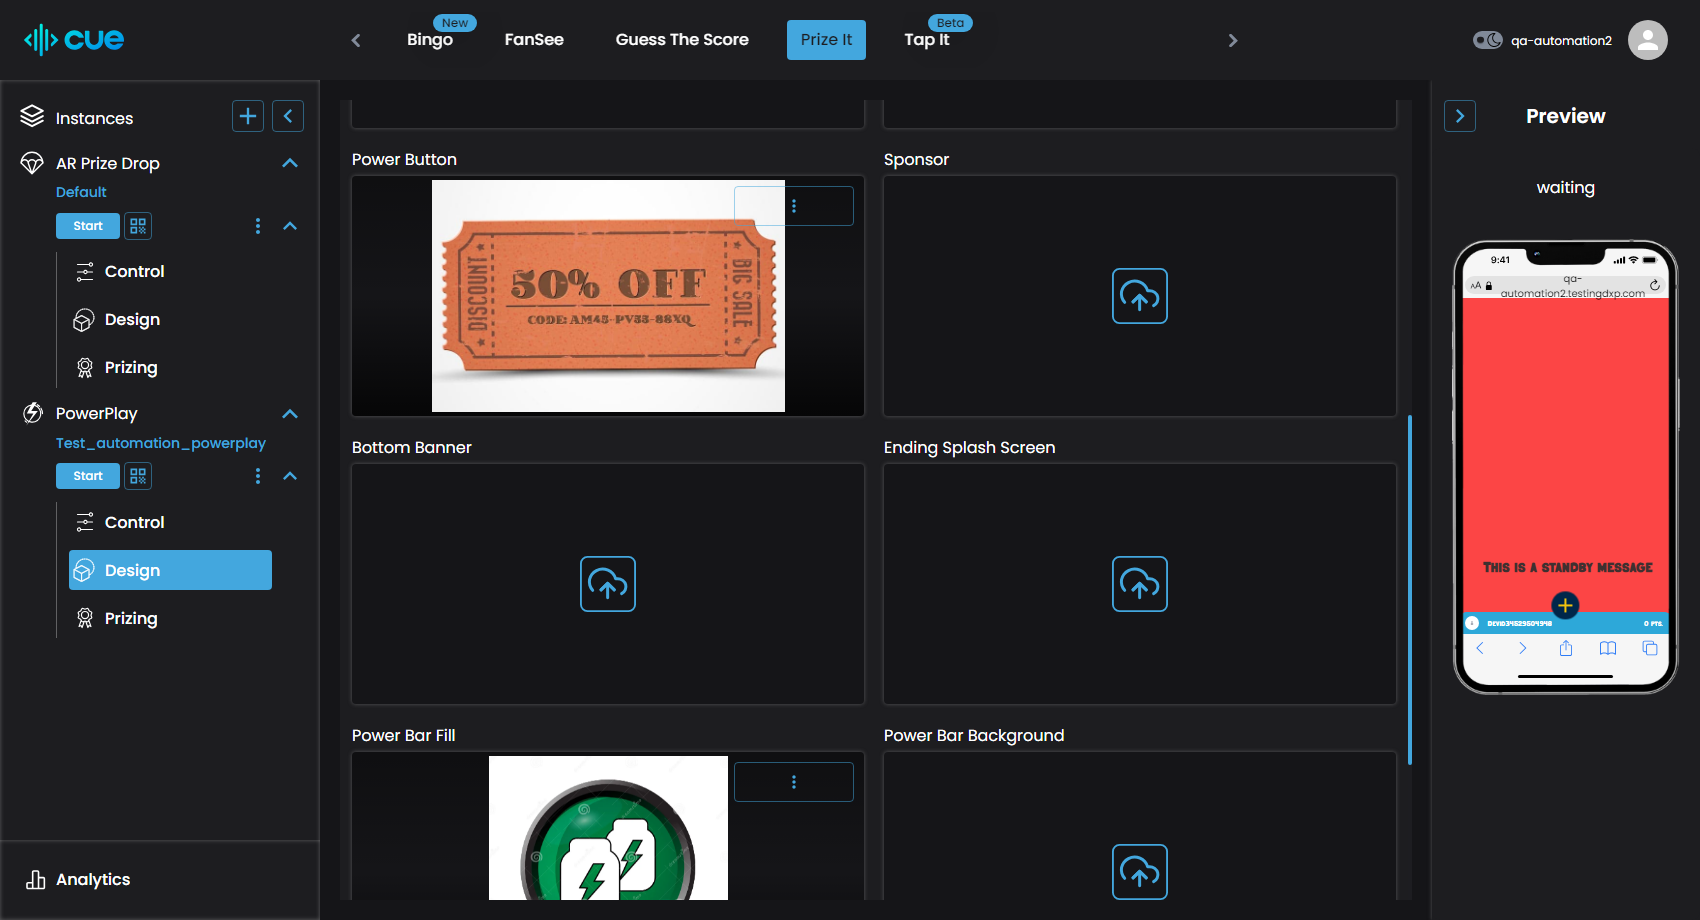 cue
Bingo
New
FanSee
Guess The Score
Prize It
Tap It
Beta
qa-automation2
Instances
AR Prize Drop
Default
Start
Control
Design
Prizing
PowerPlay
Test_automation_powerplay
Start
Control
Design
Prizing
Analytics
Power Button
DISCOUNT
50% OFF
CODE: AM45-PV55-88XQ
BIG SALE
Sponsor
Bottom Banner
Ending Splash Screen
Power Bar Fill
Power Bar Background
Preview
waiting
9:41
AA
qa-
automation2.testingdxp.com
THIS IS A STANDBY MESSAGE
0 PTS.